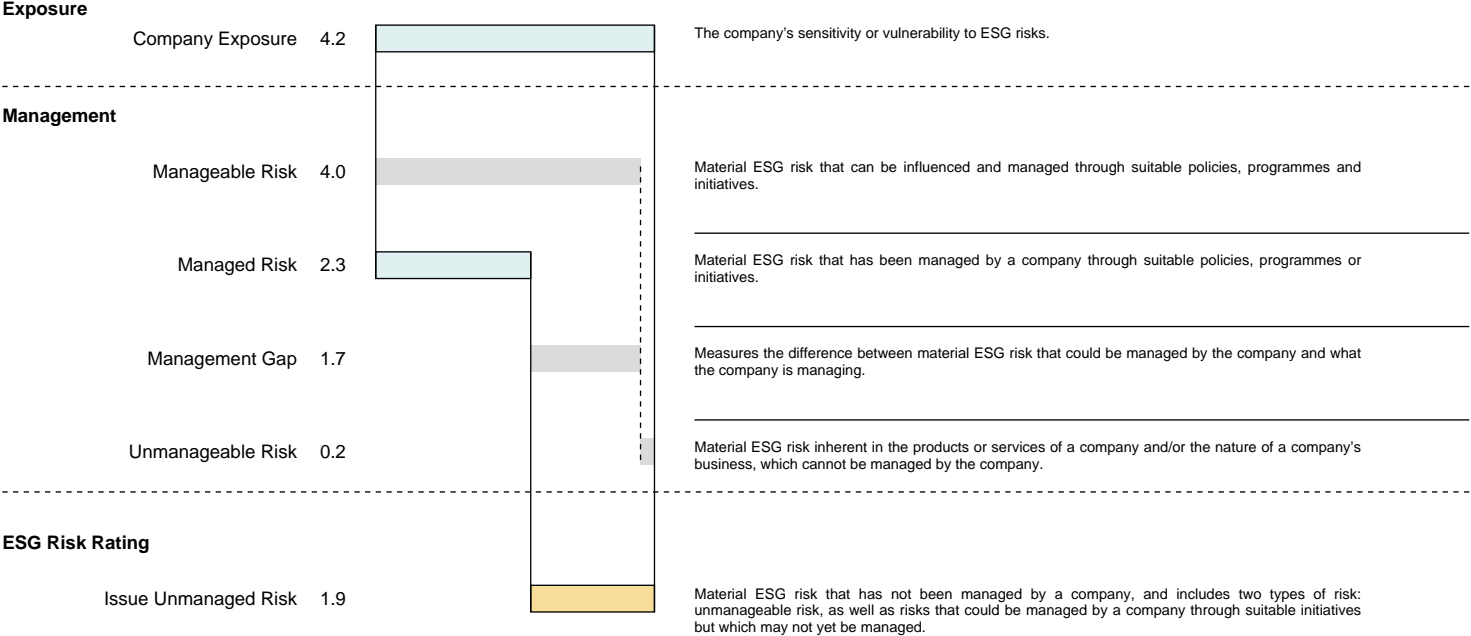 Exposure
Company Exposure 4.2
The company’s sensitivity or vulnerability to ESG risks.
Management
Manageable Risk 4.0
Material ESG risk that can be influenced and managed through suitable policies, programmes and
initiatives.
Managed Risk 2.3
Material ESG risk that has been managed by a company through suitable policies, programmes or
initiatives.
Management Gap 1.7
Measures the difference between material ESG risk that could be managed by the company and what
the company is managing.
Unmanageable Risk 0.2
Material ESG risk inherent in the products or services of a company and/or the nature of a company’s
business, which cannot be managed by the company.
ESG Risk Rating
Issue Unmanaged Risk 1.9
Material ESG risk that has not been managed by a company, and includes two types of risk:
unmanageable risk, as well as risks that could be managed by a company through suitable initiatives
but which may not yet be managed.